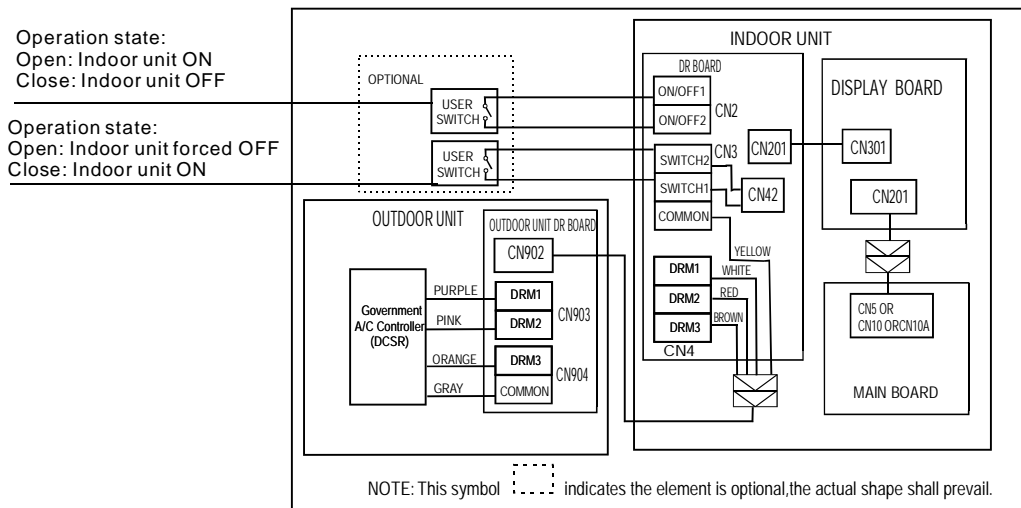 Operation state:
Open: Indoor unit ON
Close: Indoor unit OFF
Operation state:
Open: Indoor unit forced OFF
Close: Indoor unit ON
OPTIONAL
USER
SWITCH
USER
SWITCH
INDOOR UNIT
DR BOARD
ON/OFF1
ON/OFF2
CN2
SWITCH2
SWITCH1
COMMON
CN3
CN201
CN42
DISPLAY BOARD
CN301
CN201
YELLOW
WHITE
RED
BROWN
DRM1
DRM2
DRM3
CN4
CN5 OR
CN10 ORCN10A
MAIN BOARD
OUTDOOR UNIT
OUTDOOR UNIT DR BOARD
CN902
Government
A/C Controller
(DCSR)
PURPLE
PINK
ORANGE
GRAY
DRM1
DRM2
CN903
DRM3
COMMON
CN904
NOTE: This symbol indicates the element is optional,the actual shape shall prevail.